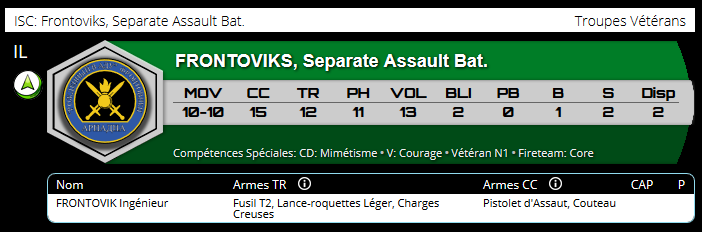 ISC: Frontoviks, Separate Assault Bat. Troupes Vétérans
IL
FRONTOVIKS, Separate Assault Bat.
MOV CC TR PH VOL BLI PB B S Disp
10-10 15 12 11 13 2 0 1 2 2
АРИАДНА
Compétences Spéciales: CD: Mimétisme • V: Courage • Vétéran N1 • Fireteam: Core
Nom Armes TR Armes CC CAP P
FRONTOVIK Ingénieur Fusil T2, Lance-roquettes Léger, Charges Pistolet d'Assaut, Couteau
Creuses